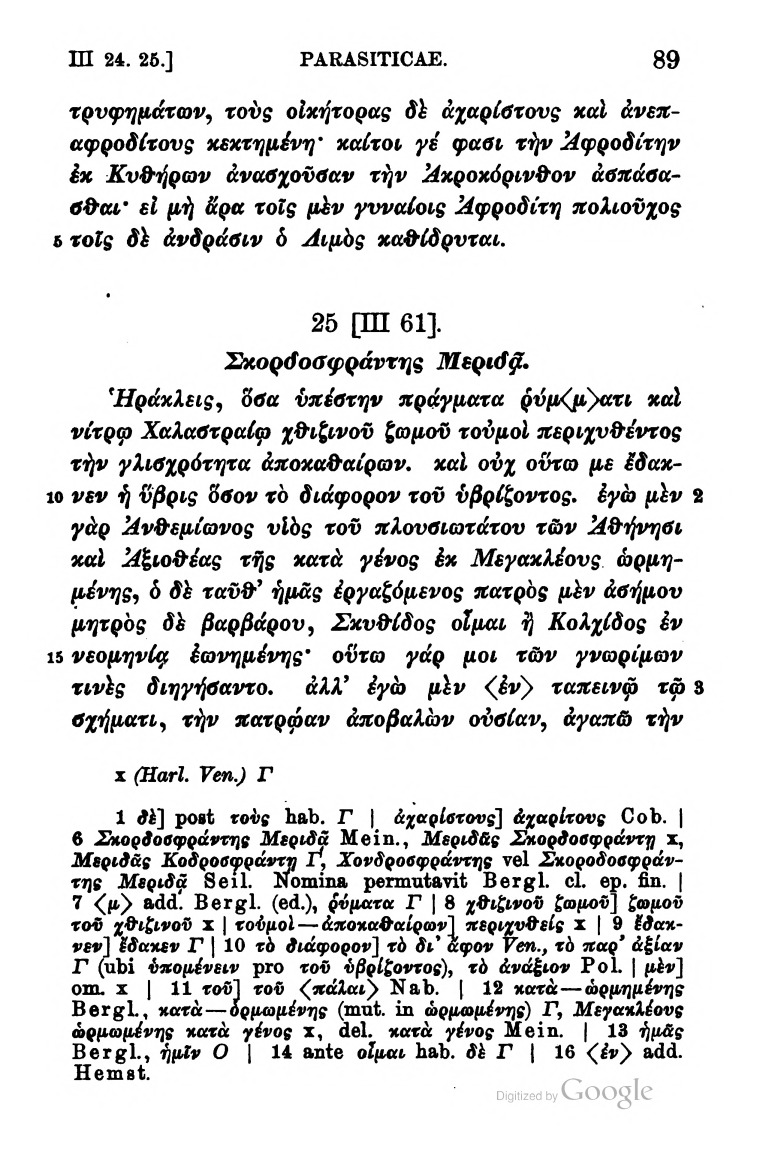 III 24. 25.] PARASITICAE. 89
τρυφημάτων, τοὺς οἰκήτορας δὲ ἀχαρίστους καὶ ἀνεπ-
αφροδίτους κεκτημένη· καίτοι γέ φασι τὴν Ἀφροδίτην
ἐκ Κυθήρων ἀνασχοῦσαν τὴν Ἀκροκόρινθον ἀσπάσα-
σθαι· εἰ μὴ ἄρα τοῖς μὲν γυναίοις Ἀφροδίτη πολιοῦχος
5 τοῖς δὲ ἀνδράσιν ὁ Λιμὸς καθίδρυται.
25 [III 61].
Σκορδοσφράντης Μεριδᾷ.
Ἡράκλεις, ὅσα ὑπέστην πράγματα ῥύμ<μ>ατι καὶ
νίτρῳ Χαλαστραίῳ χθιζινοῦ ζωμοῦ τοὐμοὶ περιχυθέντος
τὴν γλισχρότητα ἀποκαθαίρων. καὶ οὐχ οὕτω με ἔδακ-
10 νεν ἡ ὕβρις ὅσον τὸ διάφορον τοῦ ὑβρίζοντος. ἐγὼ μὲν 2
γὰρ Ἀνθεμίωνος υἱὸς τοῦ πλουσιωτάτου τῶν Ἀθήνησι
καὶ Ἀξιοθέας τῆς κατὰ γένος ἐκ Μεγακλέους ὡρμη-
μένης, ὁ δὲ ταῦθ' ἡμᾶς ἐργαζόμενος πατρὸς μὲν ἀσήμου
μητρὸς δὲ βαρβάρου, Σκυθίδος οἶμαι ἢ Κολχίδος ἐν
15 νεομηνίᾳ ἐωνημένης· οὕτω γάρ μοι τῶν γνωρίμων
τινὲς διηγήσαντο. ἀλλ' ἐγὼ μὲν <ἐν> ταπεινῷ τῷ 3
σχήματι, τὴν πατρῴαν ἀποβαλὼν οὐσίαν, ἀγαπῶ τὴν
x (Harl. Ven.) Γ
1 δὲ] post τοὺς hab. Γ | ἀχαρίστους] ἀχαρίτους Cob. |
6 Σκορδοσφράντης Μεριδᾷ Mein., Μεριδᾶς Σκορδοσφράντῃ x,
Μεριδᾶς Κοδροσφράντῃ Γ, Χονδροσφράντης vel Σκοροδοσφράν-
της Μεριδᾷ Seil. Nomina permutavit Bergl. cl. ep. fin. |
7 <μ> add. Bergl. (ed.), ῥύματα Γ | 8 χθιζινοῦ ζωμοῦ] ζωμοῦ
τοῦ χθιζινοῦ x | τοὐμοὶ—ἀποκαθαίρων] περιχυθείς x | 9 ἔδακ-
νεν] ἔδακεν Γ | 10 τὸ διάφορον] τὸ δι' ἄφον Ven., τὸ παρ' ἀξίαν
Γ (ubi ὑπομένειν pro τοῦ ὑβρίζοντος), τὸ ἀνάξιον Pol. | μὲν]
om. x | 11 τοῦ] τοῦ <πάλαι> Nab. | 12 κατὰ—ὡρμημένης
Bergl., κατὰ—ὁρμωμένης (mut. in ὡρμωμένης) Γ, Μεγακλέους
ὡρμωμένης κατὰ γένος x, del. κατὰ γένος Mein. | 13 ἡμᾶς
Bergl., ἡμῖν O | 14 ante οἶμαι hab. δὲ Γ | 16 <ἐν> add.
Hemst.
Digitized by Google